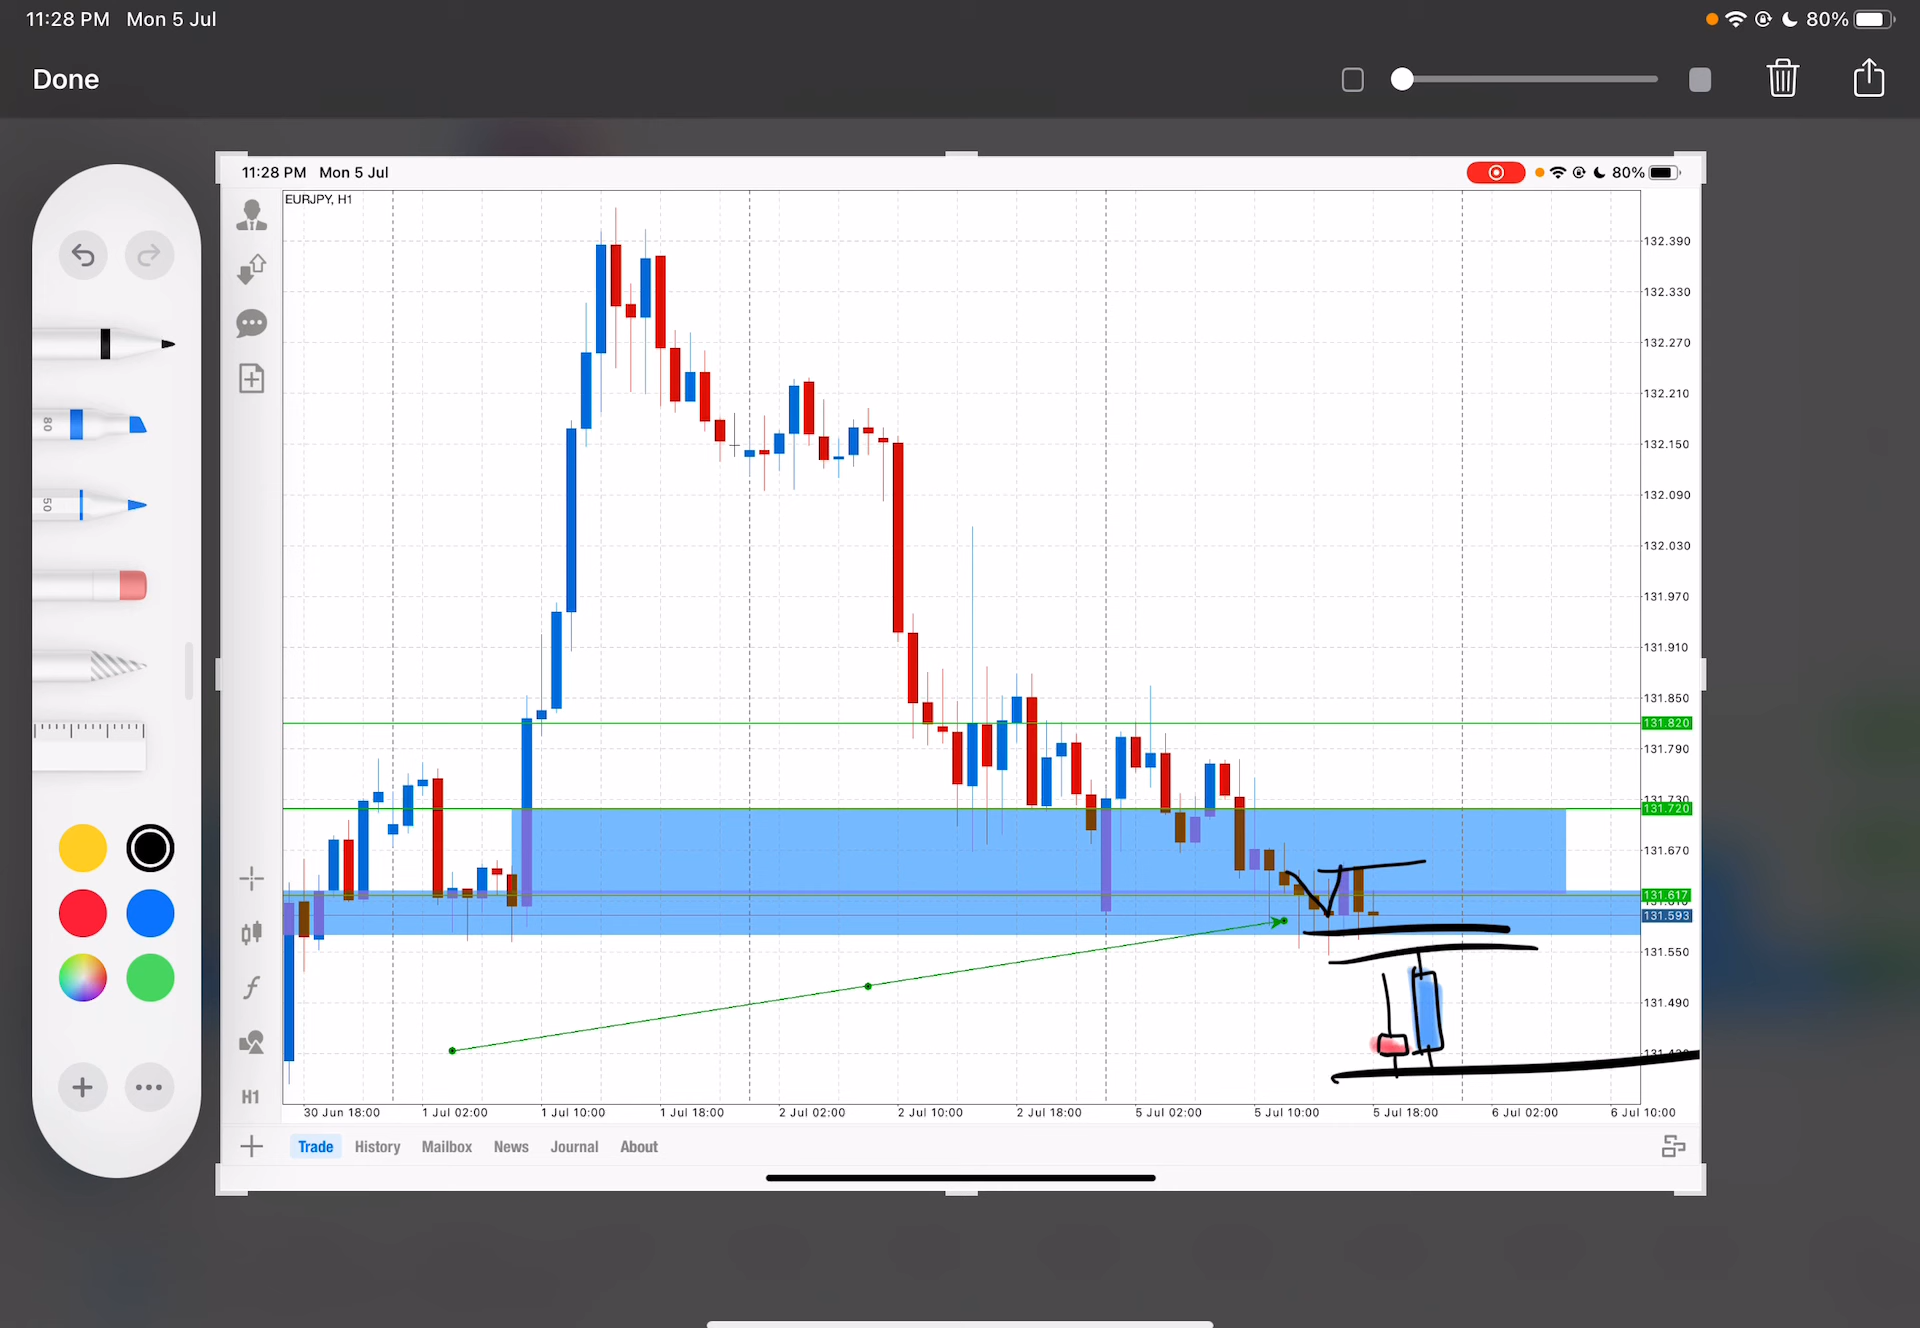 11:28 PM Mon 5 Jul
80%
Done
11:28 PM Mon 5 Jul
80%
EURJPY, H1
132.390
132.330
132.270
132.210
132.150
132.090
132.030
131.970
131.910
131.850
131.820
131.790
131.730
131.720
131.670
131.617
131.593
131.550
131.490
80
50
H1
30 Jun 18:00
1 Jul 02:00
1 Jul 10:00
1 Jul 18:00
2 Jul 02:00
2 Jul 10:00
2 Jul 18:00
5 Jul 02:00
5 Jul 10:00
5 Jul 18:00
6 Jul 02:00
6 Jul 10:00
Trade
History
Mailbox
News
Journal
About